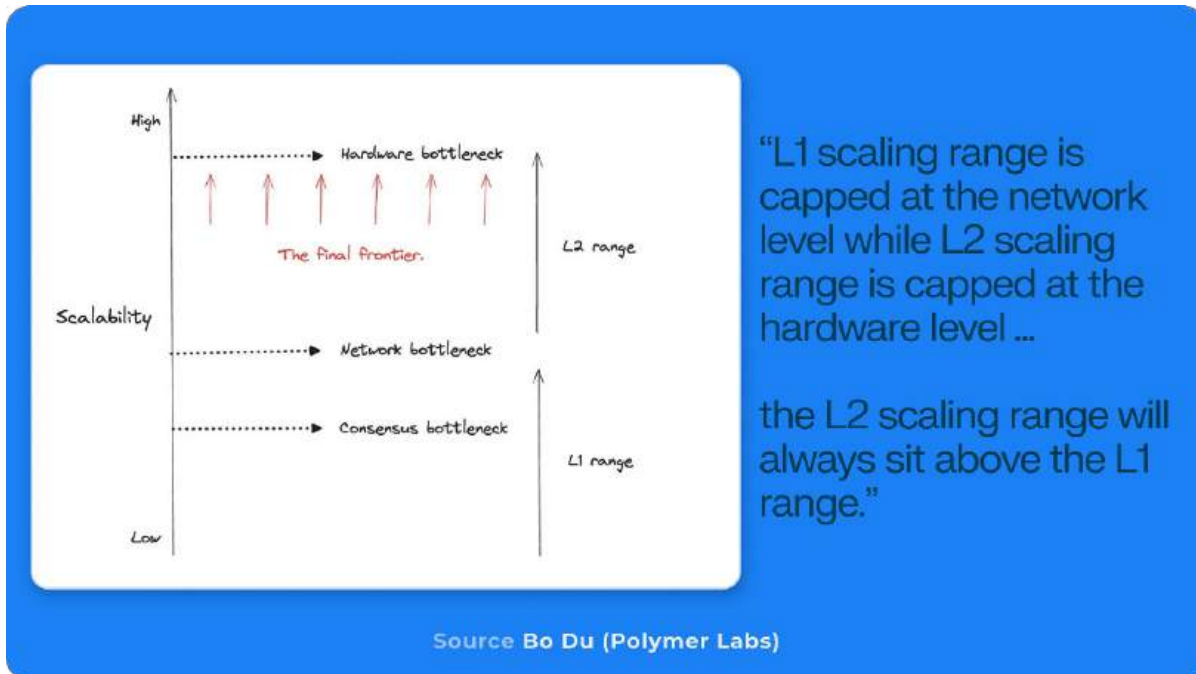 High
Hardware bottleneck
The final frontier.
L2 range
Scalability
Network bottleneck
Consensus bottleneck
L1 range
Low
“L1 scaling range is
capped at the network
level while L2 scaling
range is capped at the
hardware level ...
the L2 scaling range will
always sit above the L1
range.”
Source Bo Du (Polymer Labs)